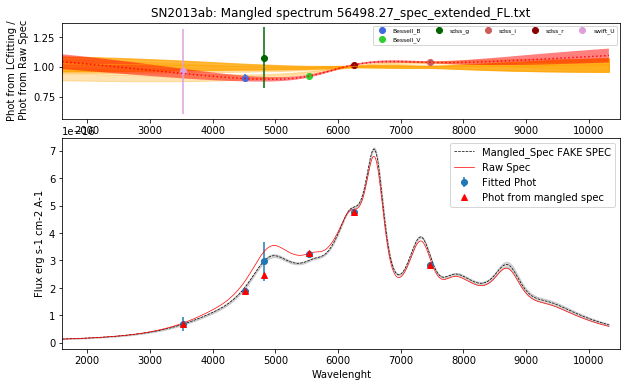 SN2013ab: Mangled spectrum 56498.27_spec_extended_FL.txt
Phot from LCfitting /
Phot from Raw Spec
1.25
1.00
0.75
Bessell_B
Bessell_V
sdss_g
sdss_i
sdss_r
swift_U
2000 3000 4000 5000 6000 7000 8000 9000 10000
1e−16
Flux erg s-1 cm-2 A-1
7
6
5
4
3
2
1
0
Mangled_Spec FAKE SPEC
Raw Spec
Fitted Phot
Phot from mangled spec
2000 3000 4000 5000 6000 7000 8000 9000 10000
Wavelenght